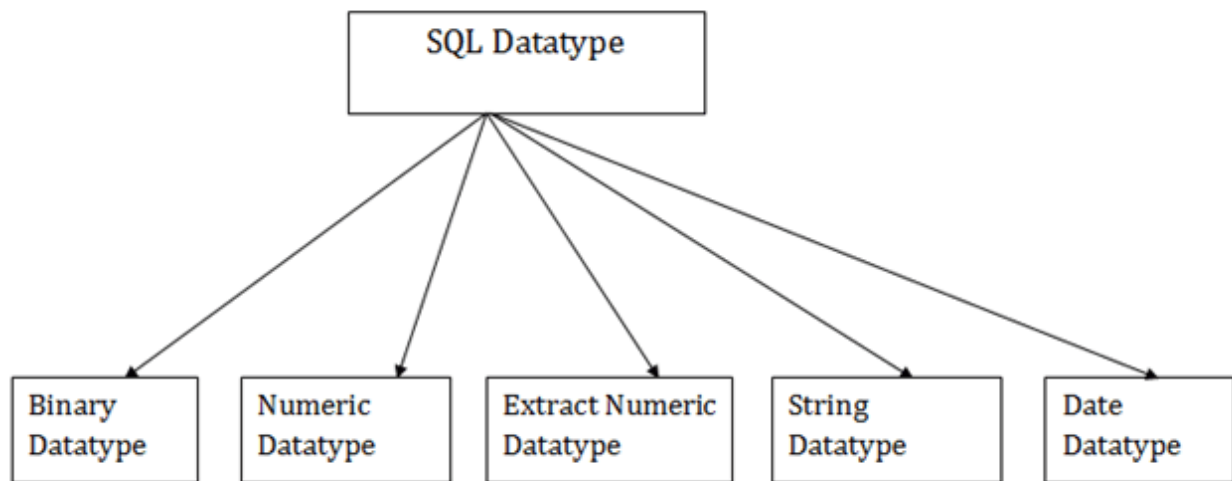 SQL Datatype
Binary
Datatype
Numeric
Datatype
Extract Numeric
Datatype
String
Datatype
Date
Datatype